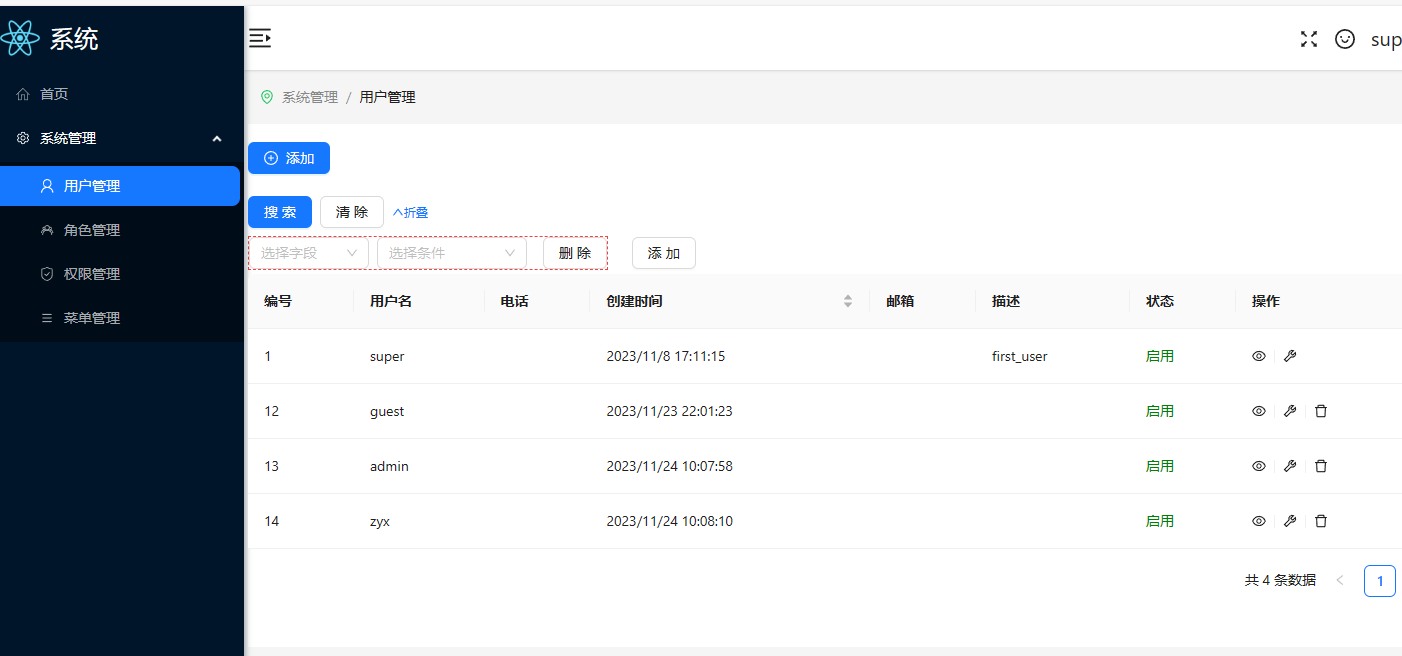 系统
sup
首页
系统管理
用户管理
角色管理
权限管理
菜单管理
系统管理 / 用户管理
添加
搜 索 清 除 折叠
选择字段 选择条件 删 除 添 加
编号 用户名 电话 创建时间 邮箱 描述 状态 操作
1 super 2023/11/8 17:11:15 first_user 启用
12 guest 2023/11/23 22:01:23 启用
13 admin 2023/11/24 10:07:58 启用
14 zyx 2023/11/24 10:08:10 启用
共 4 条数据 < 1